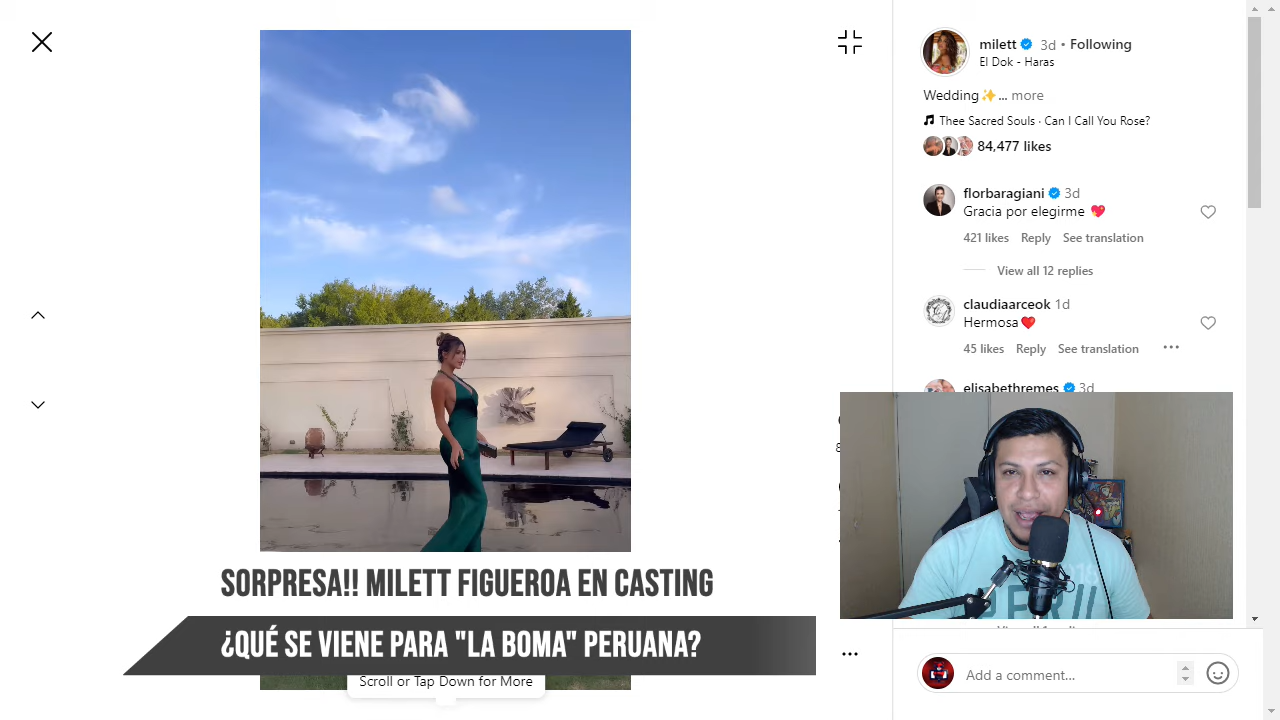 milett 3d • Following
El Dok - Haras
Wedding✨... more
Thee Sacred Souls · Can I Call You Rose?
84,477 likes
florbaragiani 3d
Gracia por elegirme 💖
421 likes Reply See translation
View all 12 replies
claudiaarceok 1d
Hermosa❤️
45 likes Reply See translation
elisabethremes 3d
SORPRESA!! MILETT FIGUEROA EN CASTING
¿QUÉ SE VIENE PARA "LA BOMA" PERUANA?
Scroll or Tap Down for More
Add a comment...